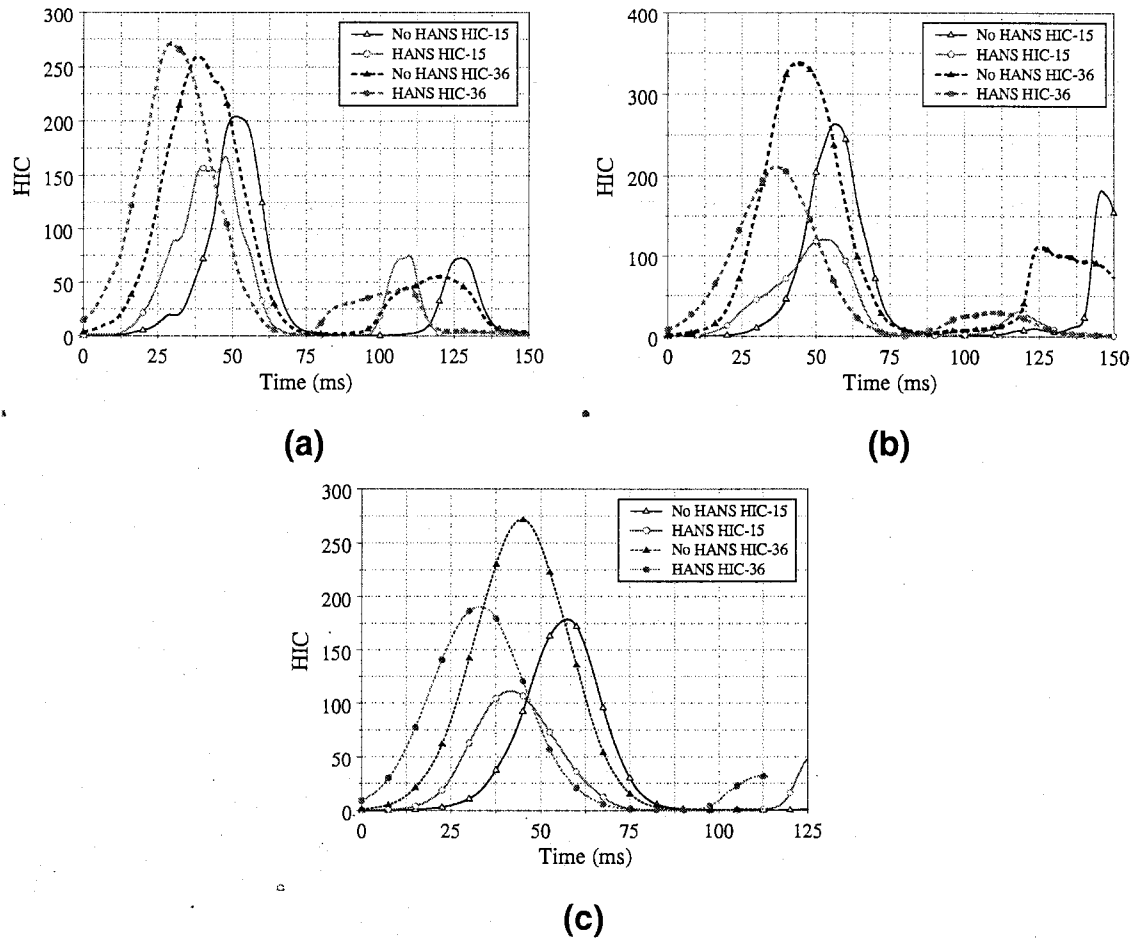 300
250
200
150
100
50
0
HIC
No HANS HIC-15
HANS HIC-15
No HANS HIC-36
HANS HIC-36
0 25 50 75 100 125 150
Time (ms)
(a)
400
300
200
100
0
HIC
No HANS HIC-15
HANS HIC-15
No HANS HIC-36
HANS HIC-36
0 25 50 75 100 125 150
Time (ms)
(b)
300
250
200
150
100
50
0
HIC
No HANS HIC-15
HANS HIC-15
No HANS HIC-36
HANS HIC-36
0 25 50 75 100 125
Time (ms)
(c)